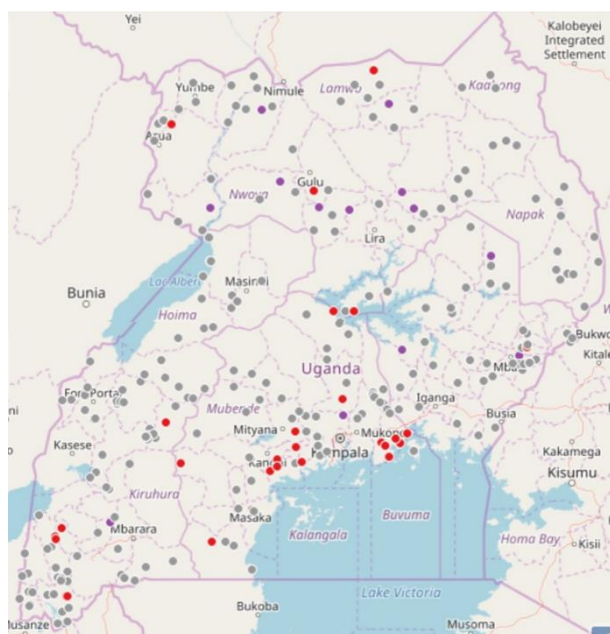 Yei
Kalobeyei
Integrated
Settlement
Yumbe
Nimule
Lamwo
Kaabong
Arua
Gulu
Nwoya
Napak
Lira
Lac Albert
Masindi
Bunia
Hoima
Bukwo
Kitale
Uganda
Fort Portal
Iganga
Mubende
Busia
Mityana
Mukono
Kampala
Kasese
Kakamega
Kisumu
Kiruhura
Masaka
Mbarara
Kalangala
Buvuma
Homa Bay
Kisii
Lake Victoria
Bukoba
Musanze
Musoma